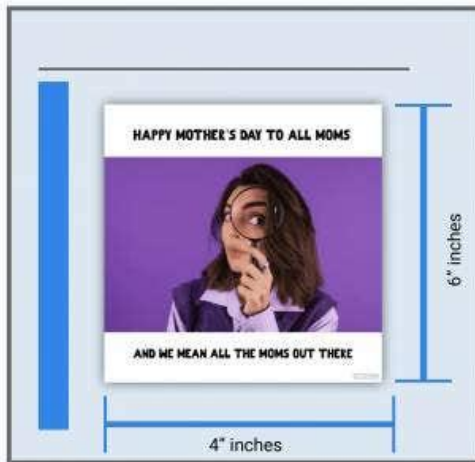 HAPPY MOTHER'S DAY TO ALL MOMS
6" inches
AND WE MEAN ALL THE MOMS OUT THERE
4" inches